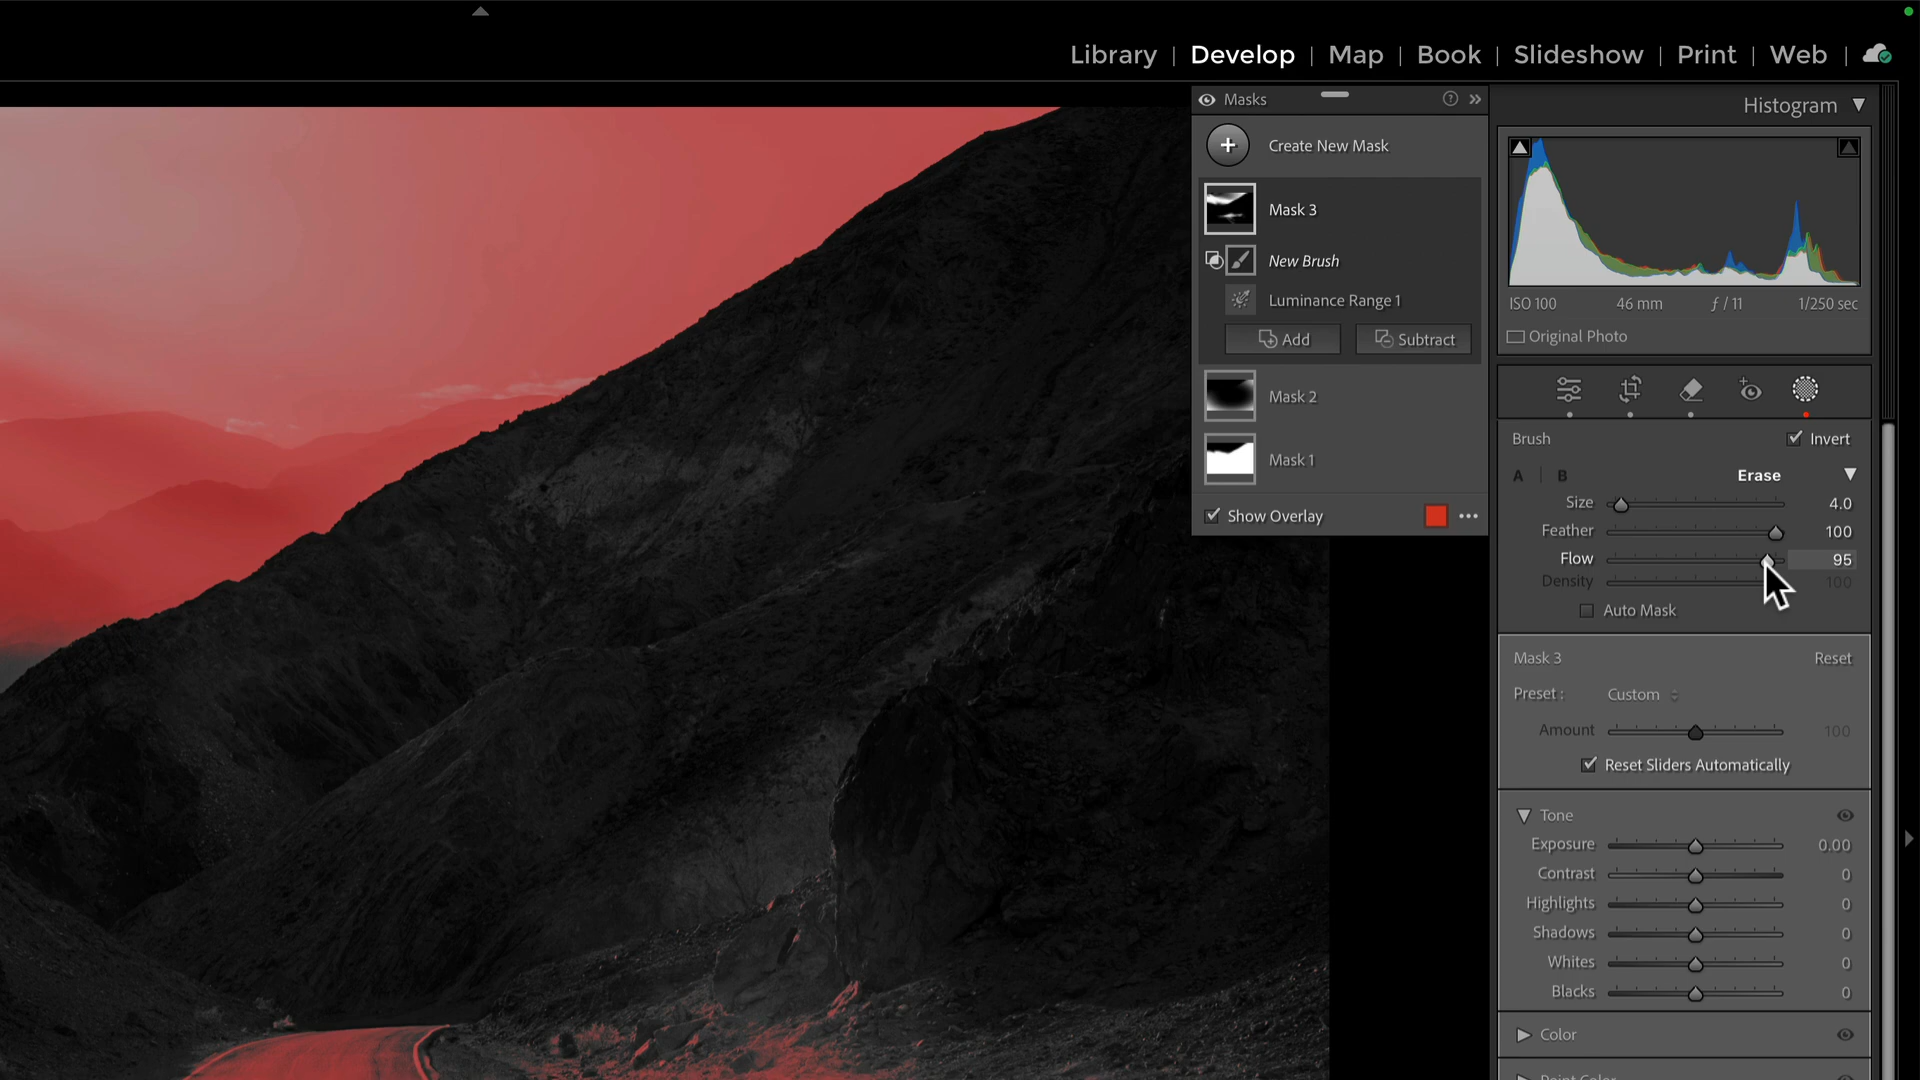 Library | Develop | Map | Book | Slideshow | Print | Web |
Masks
Create New Mask
Mask 3
New Brush
Luminance Range 1
Add Subtract
Mask 2
Mask 1
Show Overlay
Histogram
ISO 100 46 mm ƒ / 11 1/250 sec
Original Photo
Brush Invert
A | B Erase
Size 4.0
Feather 100
Flow 95
Density 100
Auto Mask
Mask 3 Reset
Preset : Custom
Amount 100
Reset Sliders Automatically
Tone
Exposure 0.00
Contrast 0
Highlights 0
Shadows 0
Whites 0
Blacks 0
Color
Point Color